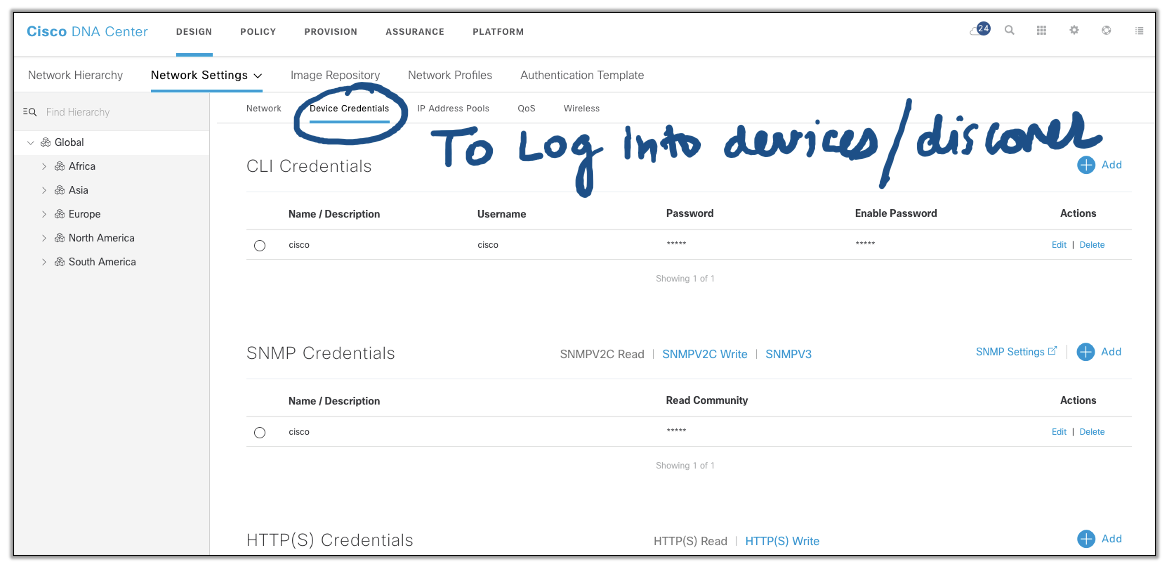 Cisco DNA Center DESIGN POLICY PROVISION ASSURANCE PLATFORM 24
Network Hierarchy Network Settings Image Repository Network Profiles Authentication Template
Find Hierarchy
Network Device Credentials IP Address Pools QoS Wireless
To Log Into devices/discover
Global
Africa
Asia
Europe
North America
South America
CLI Credentials Add
Name / Description Username Password Enable Password Actions
cisco cisco ***** ***** Edit | Delete
Showing 1 of 1
SNMP Credentials SNMPV2C Read | SNMPV2C Write | SNMPV3 SNMP Settings | Add
Name / Description Read Community Actions
cisco ***** Edit | Delete
Showing 1 of 1
HTTP(S) Credentials HTTP(S) Read | HTTP(S) Write Add